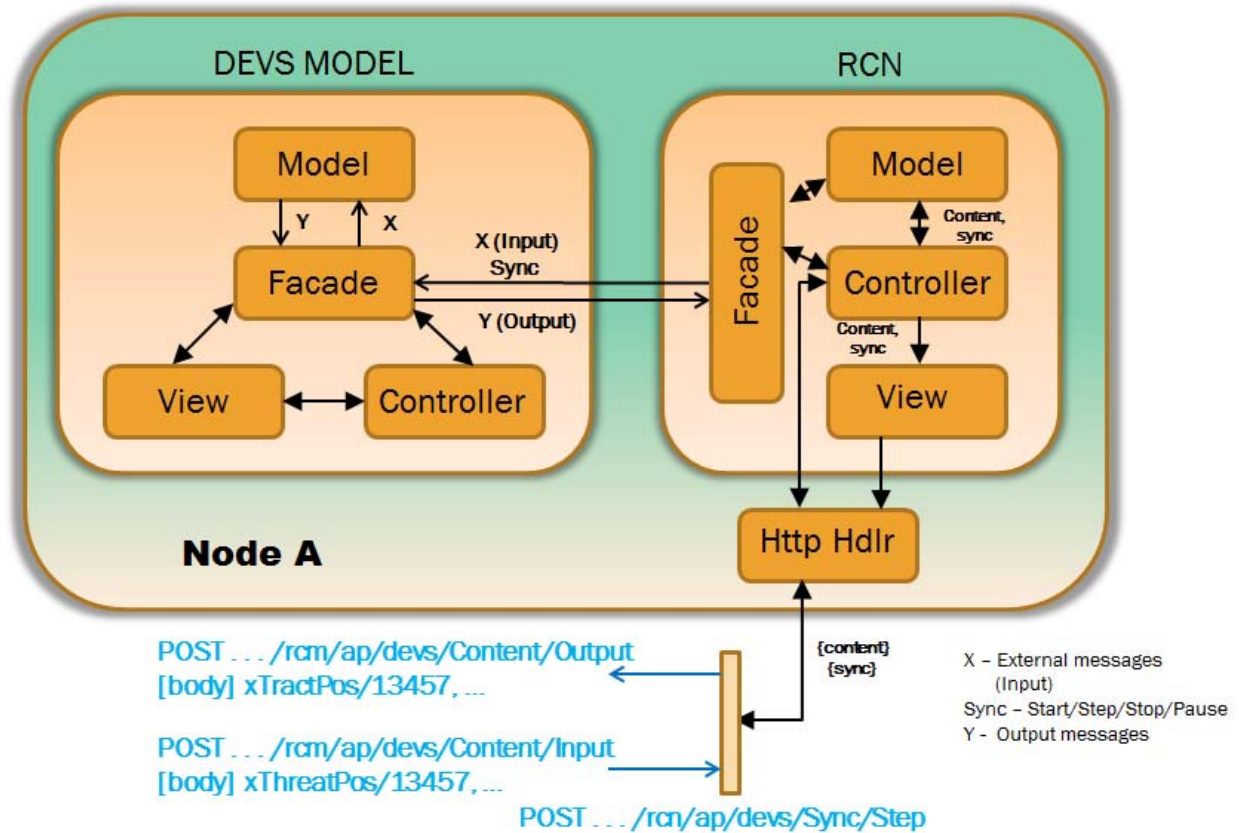 DEVS MODEL
RCN
Model
Y
X
Facade
View
Controller
X (Input)
Sync
Y (Output)
Facade
Model
Content,
sync
Controller
Content,
sync
View
Http Hdlr
Node A
{content}
{sync}
POST . . . /rcm/ap/devs/Content/Output
[body] xTractPos/13457, ...
POST . . . /rcm/ap/devs/Content/Input
[body] xThreatPos/13457, ...
POST . . . /rcn/ap/devs/Sync/Step
X – External messages
(Input)
Sync – Start/Step/Stop/Pause
Y - Output messages